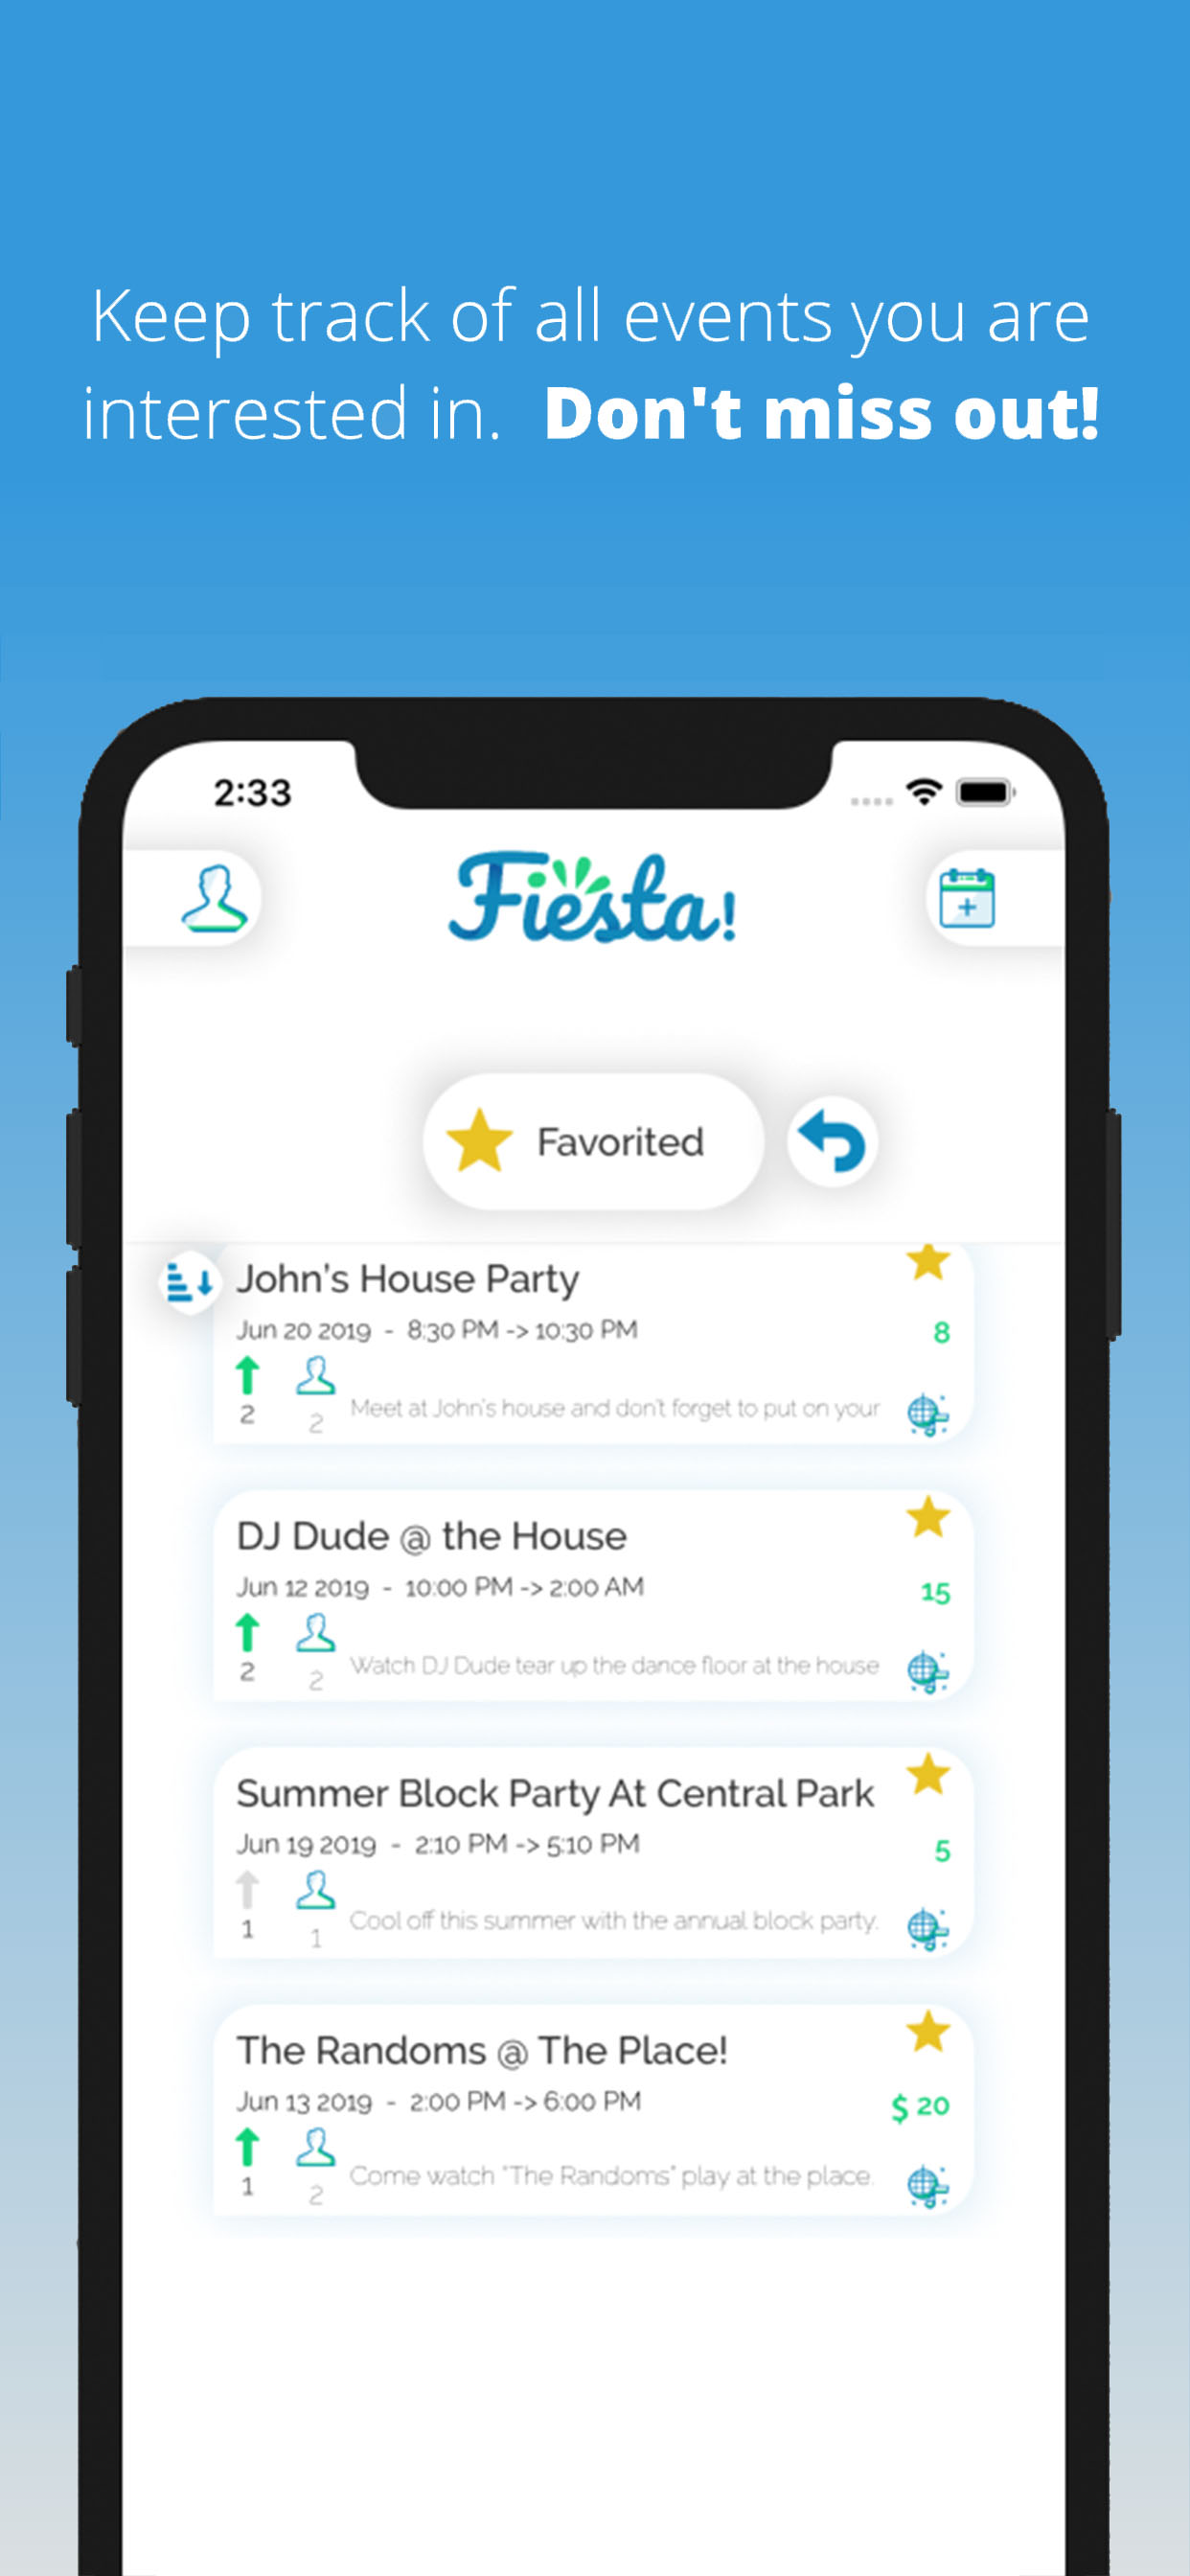 Keep track of all events you are
interested in. Don't miss out!
2:33
Fiesta!
Favorited
John's House Party
Jun 20 2019 - 8:30 PM -> 10:30 PM
8
2
2
Meet at John's house and don't forget to put on your
DJ Dude @ the House
Jun 12 2019 - 10:00 PM -> 2:00 AM
15
2
2
Watch DJ Dude tear up the dance floor at the house
Summer Block Party At Central Park
Jun 19 2019 - 2:10 PM -> 5:10 PM
5
1
1
Cool off this summer with the annual block party.
The Randoms @ The Place!
Jun 13 2019 - 2:00 PM -> 6:00 PM
$ 20
1
2
Come watch "The Randoms" play at the place.